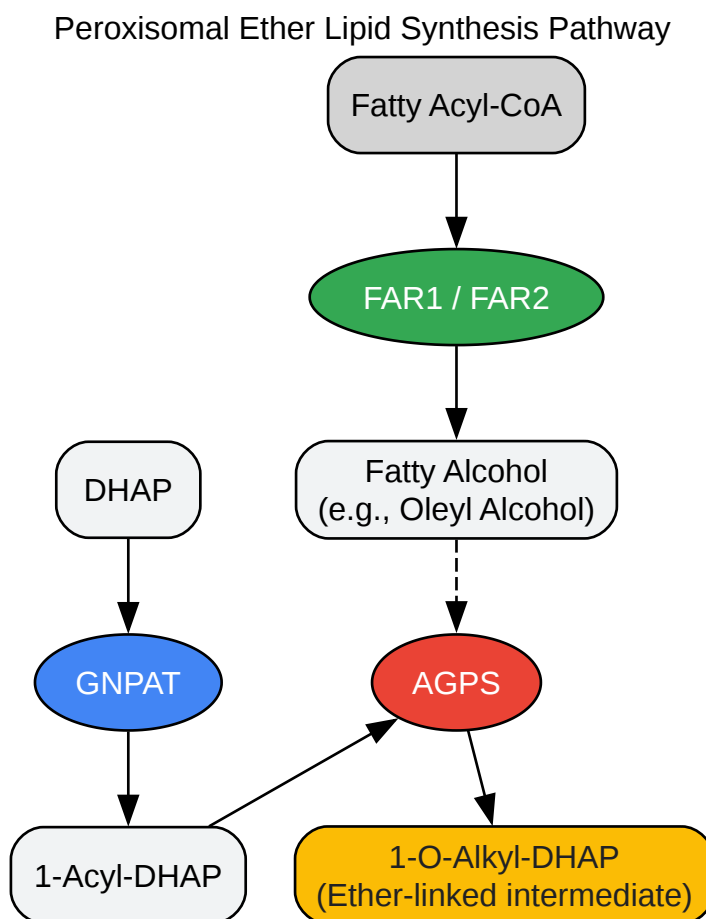 Peroxisomal Ether Lipid Synthesis Pathway
Fatty Acyl-CoA
FAR1 / FAR2
DHAP
Fatty Alcohol
(e.g., Oleyl Alcohol)
GNPAT
AGPS
1-Acyl-DHAP
1-O-Alkyl-DHAP
(Ether-linked intermediate)